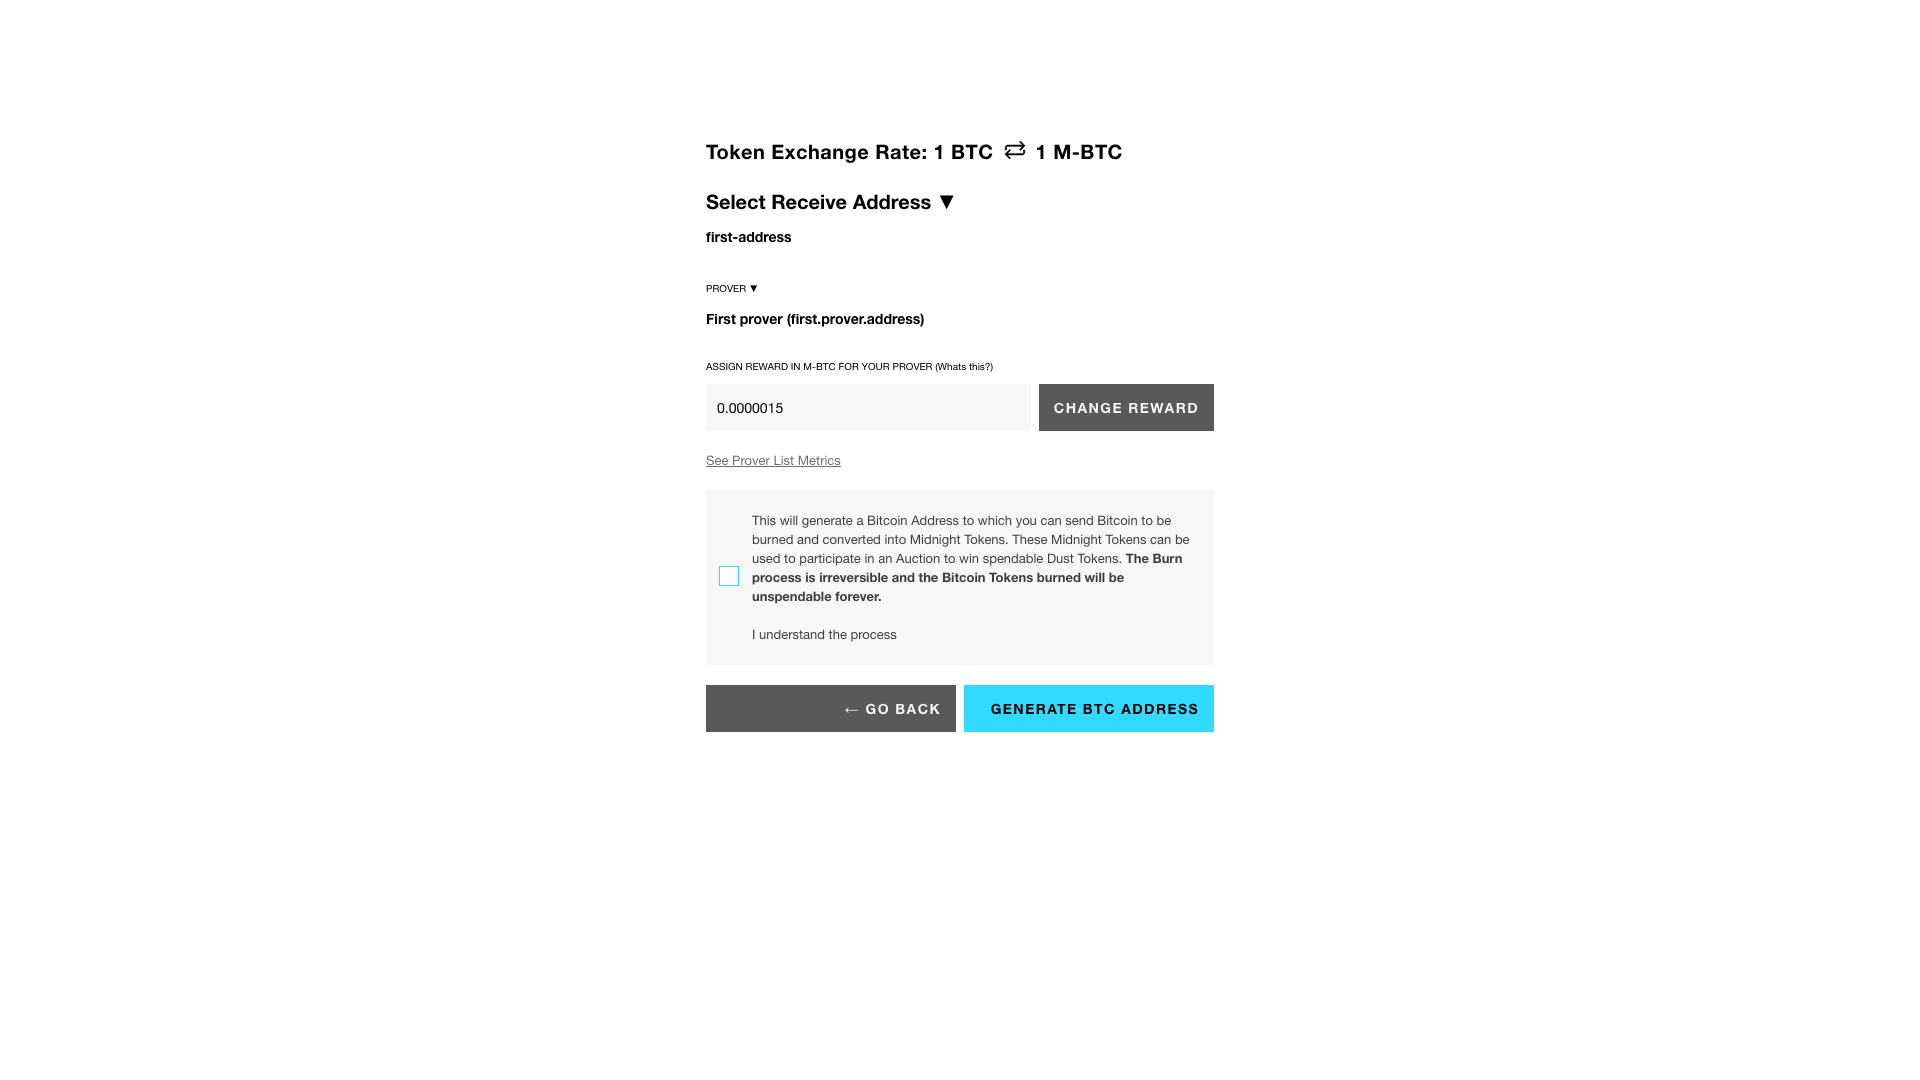 Token Exchange Rate: 1 BTC ⇄ 1 M-BTC
Select Receive Address ▼
first-address
PROVER ▼
First prover (first.prover.address)
ASSIGN REWARD IN M-BTC FOR YOUR PROVER (Whats this?)
0.0000015
CHANGE REWARD
See Prover List Metrics
This will generate a Bitcoin Address to which you can send Bitcoin to be
burned and converted into Midnight Tokens. These Midnight Tokens can be
used to participate in an Auction to win spendable Dust Tokens. The Burn
process is irreversible and the Bitcoin Tokens burned will be
unspendable forever.
I understand the process
← GO BACK
GENERATE BTC ADDRESS